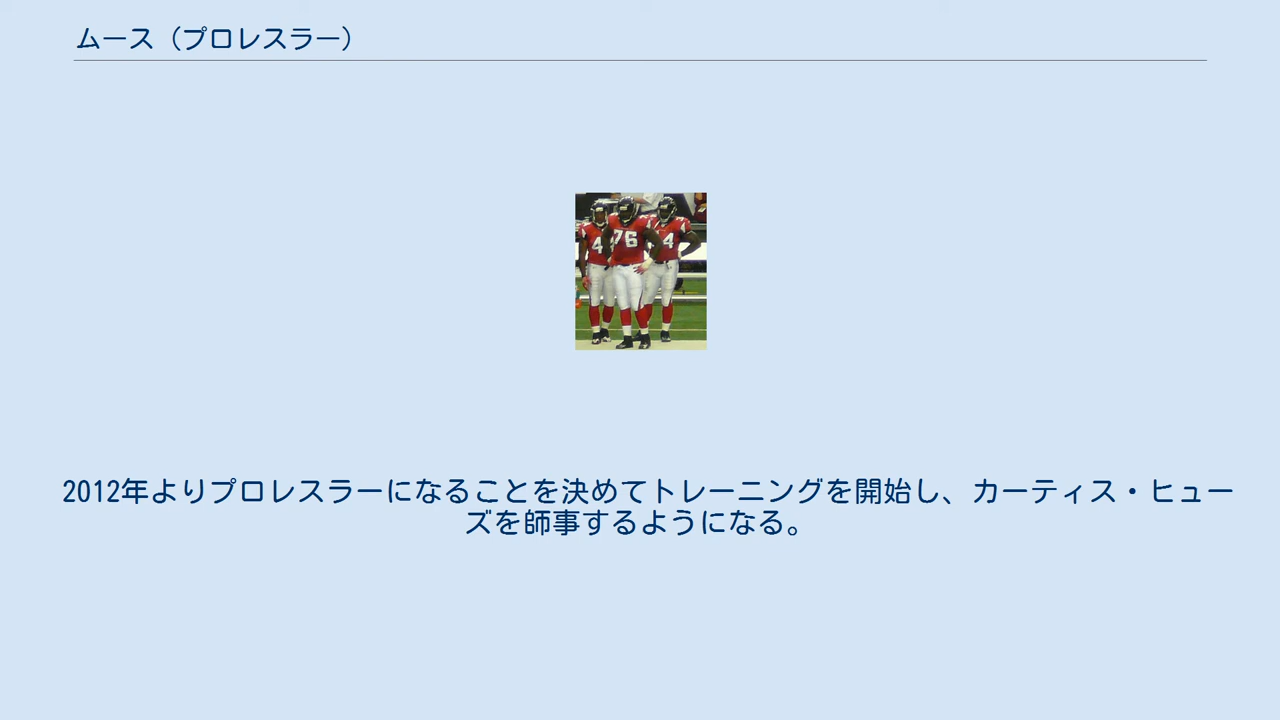 ムース（プロレスラー）
4 76 4
2012年よりプロレスラーになることを決めてトレーニングを開始し、カーティス・ヒュー
ズを師事するようになる。